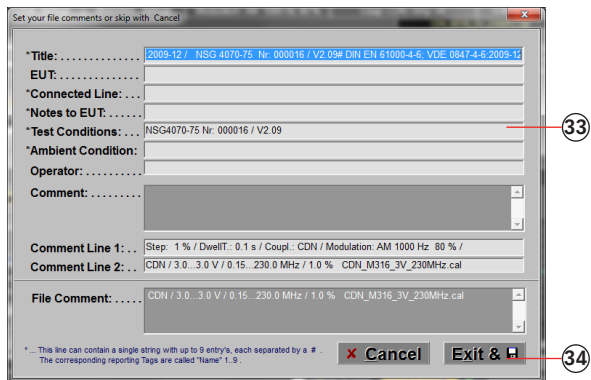 Set your file comments or skip with Cancel
*Title: . . . . . . . . . . . . . :2009-12 / NSG 4070-75 Nr: 000016 / V2.09# DIN EN 61000-4-6; VDE 0847-4-6:2009-12
EUT: . . . . . . . . . . . . . .
*Connected Line: . . .
*Notes to EUT: . . . . . .
*Test Conditions: . . . NSG4070-75 Nr: 000016 / V2.09
33
*Ambient Condition:
Operator: . . . . . . . . . .
Comment: . . . . . . . . .
Comment Line 1: . . Step: 1 % / DwellT.: 0.1 s / Coupl.: CDN / Modulation: AM 1000 Hz 80 % /
Comment Line 2: . . CDN / 3.0...3.0 V / 0.15...230.0 MHz / 1.0 % CDN_M316_3V_230MHz.cal
File Comment: . . . . . CDN / 3.0...3.0 V / 0.15...230.0 MHz / 1.0 % CDN_M316_3V_230MHz.cal
* ... This line can contain a single string with up to 9 entry's, each separated by a # .
The corresponding reporting Tags are called "Name" 1..9 .
Cancel
Exit &
34